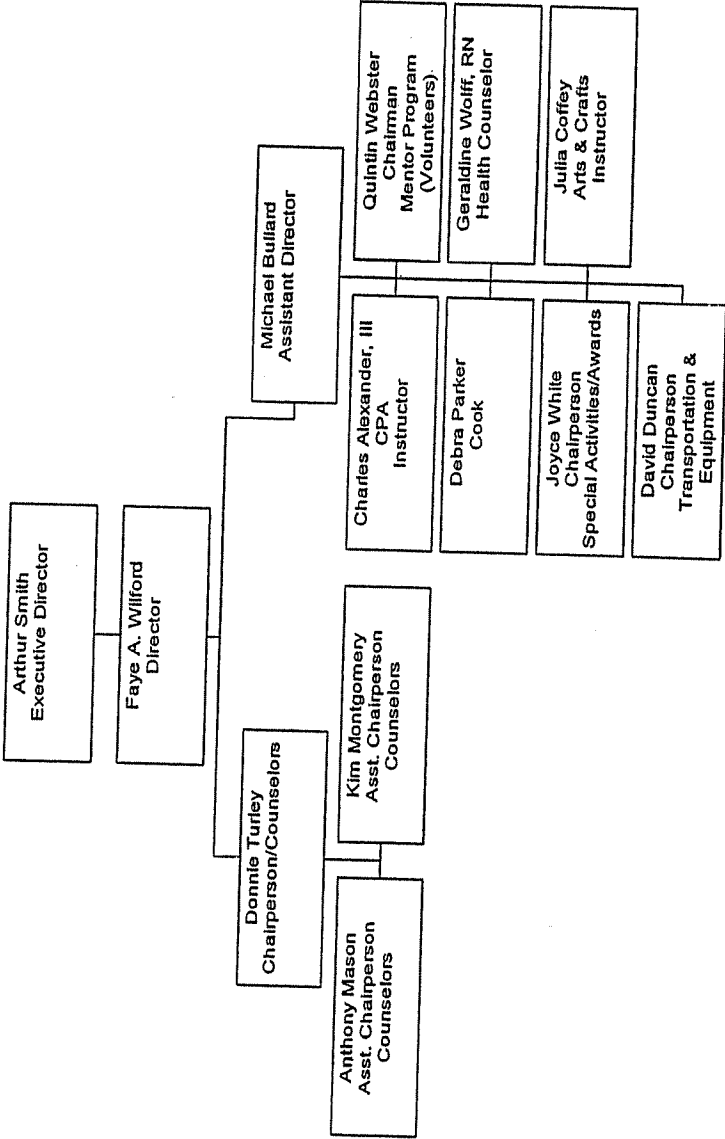 Arthur Smith
Executive Director
Faye A. Wilford
Director
Donnie Turley
Chairperson/Counselors
Michael Bullard
Assistant Director
Anthony Mason
Asst. Chairperson
Counselors
Kim Montgomery
Asst. Chairperson
Counselors
Charles Alexander, III
CPA
Instructor
Quintin Webster
Chairman
Mentor Program
(Volunteers)
Debra Parker
Cook
Geraldine Wolff, RN
Health Counselor
Joyce White
Chairperson
Special Activities/Awards
Julia Coffey
Arts & Crafts
Instructor
David Duncan
Chairperson
Transportation &
Equipment